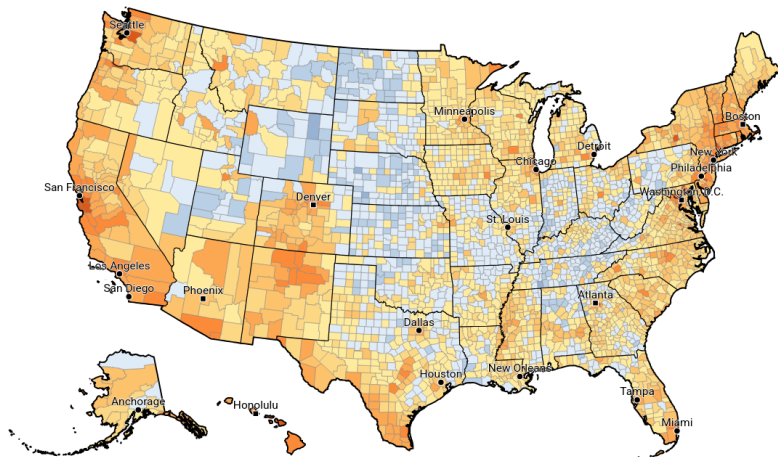 Seattle
Minneapolis
Boston
Detroit
New York
Chicago
Philadelphia
San Francisco
Denver
Washington, D.C.
St. Louis
Los Angeles
San Diego
Phoenix
Atlanta
Dallas
Houston
New Orleans
Anchorage
Honolulu
Tampa
Miami